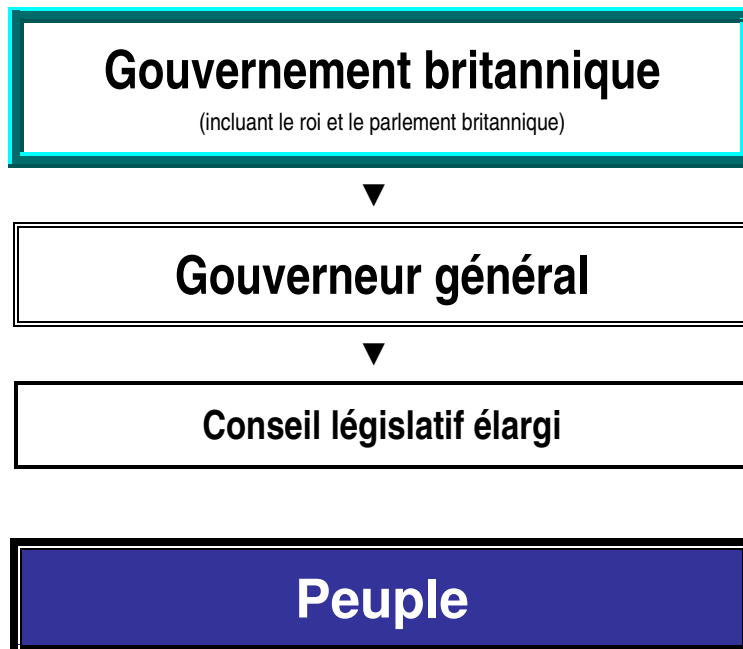 Gouvernement britannique
(incluant le roi et le parlement britannique)
▼
Gouverneur général
▼
Conseil législatif élargi
Peuple